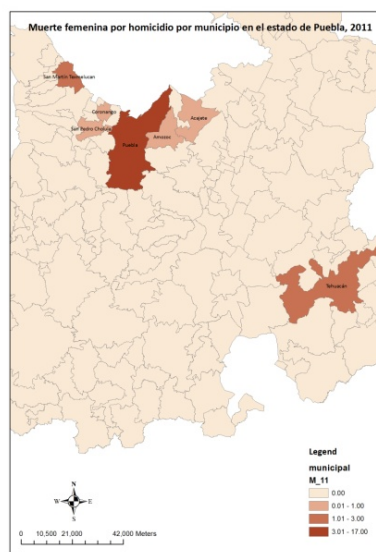 Muerte femenina por homicidio por municipio en el estado de Puebla, 2011
San Martín Texmelucan
Coronango
San Pedro Cholula
Acajete
Amozoc
Puebla
Tehuacán
Legend
municipal
M_11
0.00
0.01 - 1.00
1.01 - 3.00
3.01 - 17.00
N
W
E
S
0 10,500 21,000 42,000 Meters